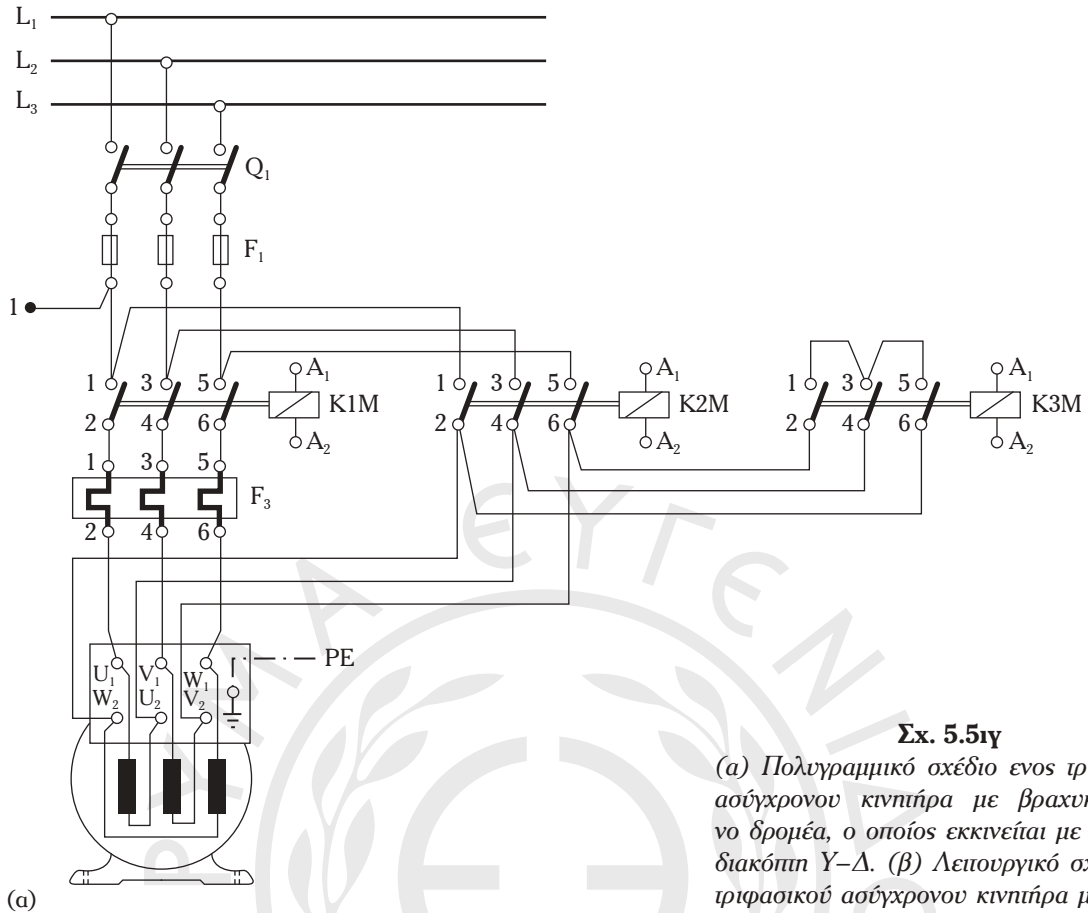 L₁
L₂
L₃
Q₁
F₁
1
1 3 5 A₁ 1 3 5 A₁ 1 3 5 A₁
K1M K2M K3M
2 4 6 A₂ 2 4 6 A₂ 2 4 6 A₂
1 3 5
F₃
2 4 6
PE
U₁ V₁ W₁
W₂ U₂ V₂
ΡΥΜΑ ΕΥΓΕΝΙΔΟ
Σχ. 5.5ιγ
(α) Πολυγραμμικό σχέδιο ενος τρ
ασύγχρονου κινητήρα με βραχυκ
νο δρομέα, ο οποίος εκκινείται με
διακόπτη Υ–Δ. (β) Λειτουργικό σχ
τριφασικού ασύγχρονου κινητήρα μ
(α)